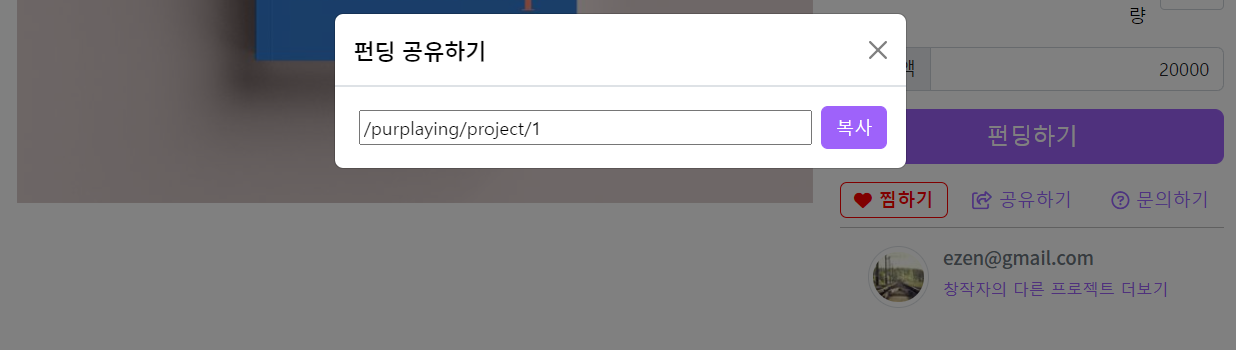 펀딩 공유하기
/purplaying/project/1
복사
량
액
20000
펀딩하기
찜하기
공유하기
문의하기
ezen@gmail.com
창작자의 다른 프로젝트 더보기